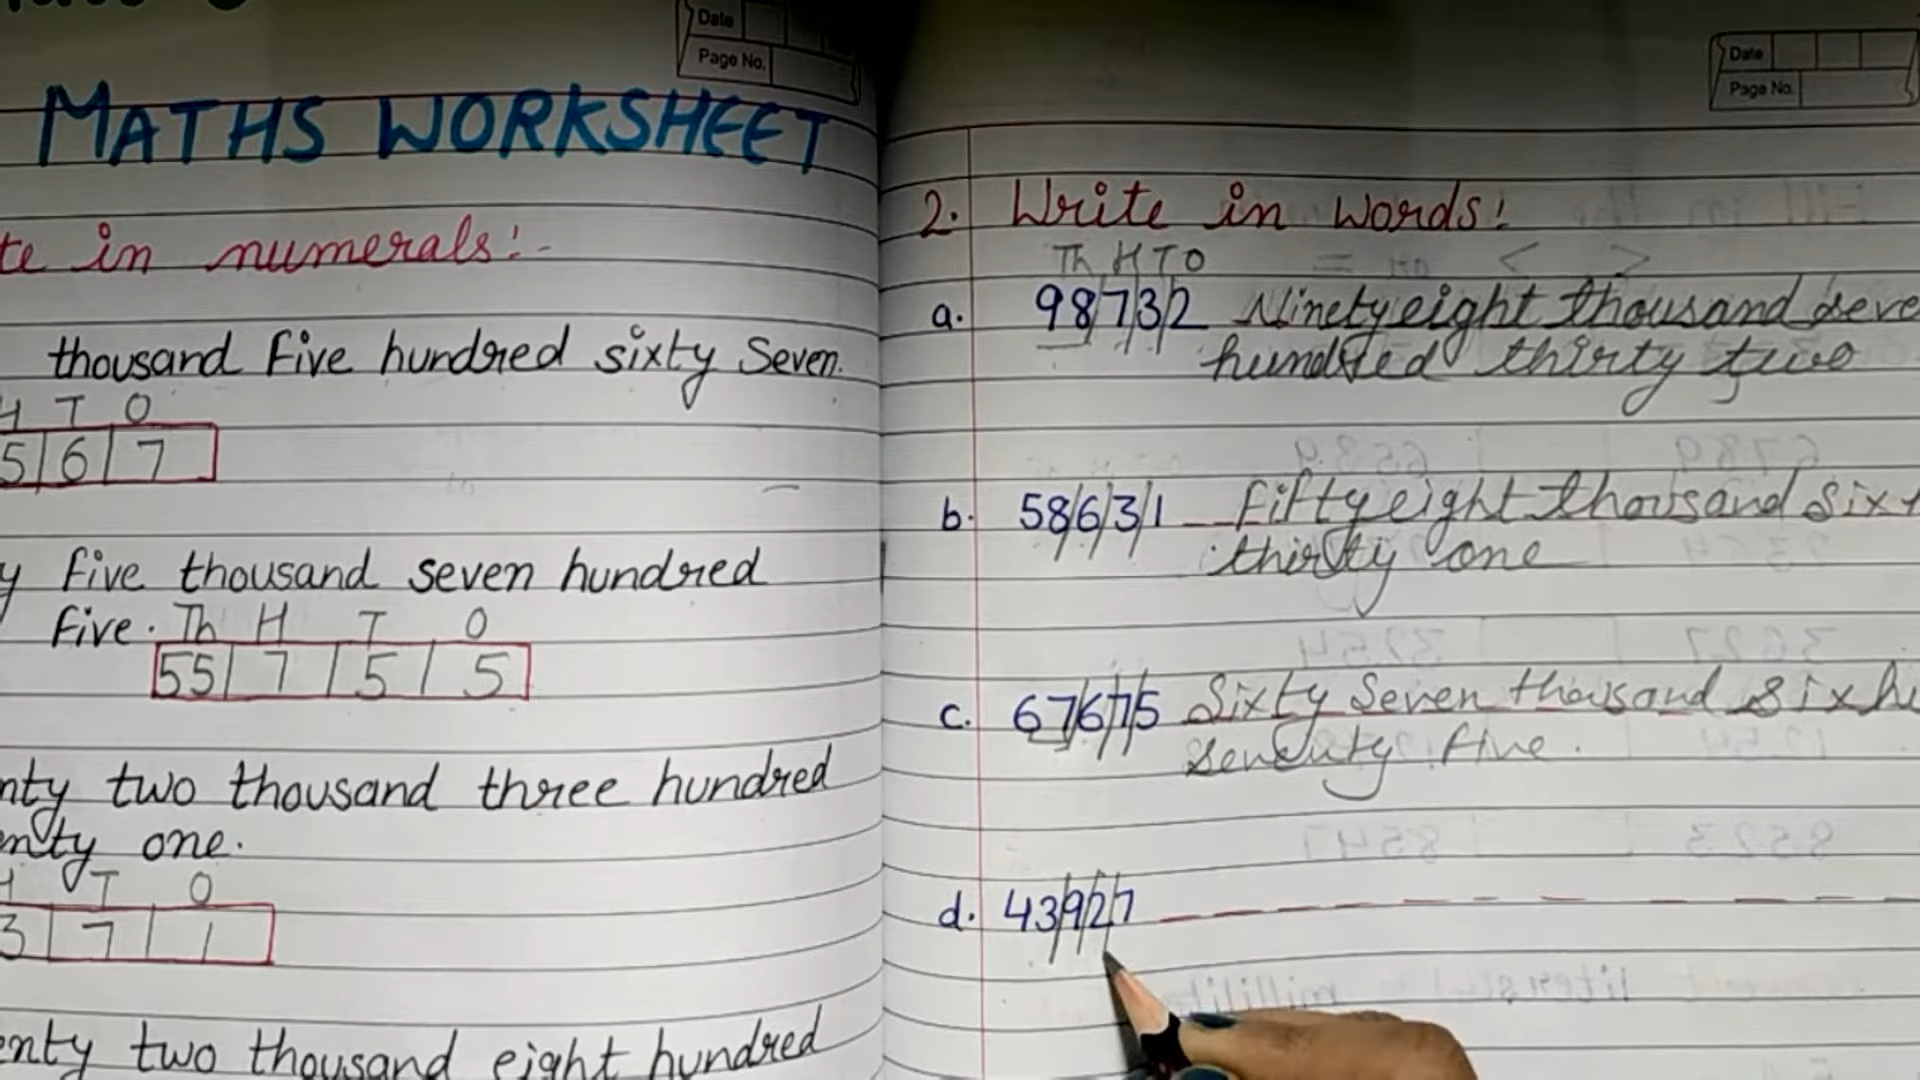 Date
Page No.
MATHS WORKSHEET
te in numerals:-
thousand Five hundred sixty Seven.
H T O
5 6 7
y five thousand seven hundred
five. Th H T O
55 7 5 5
nty two thousand three hundred
enty one.
H T O
3 7 1
enty two thousand eight hundred
Date
Page No.
2. Write in words:
Th H T O
a. 98732 Ninety eight thousand seve
hundred thirty two
b. 58631 Fifty eight thousand six h
thirty one
c. 67675 Sixty Seven thousand six hu
seventy five.
d. 43927